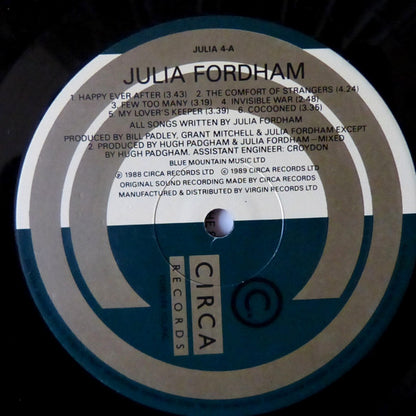 JULIA 4-A
JULIA FORDHAM
1. HAPPY EVER AFTER (3.43) 2. THE COMFORT OF STRANGERS (4.24)
3. FEW TOO MANY (3.19) 4. INVISIBLE WAR (2.48)
5. MY LOVER'S KEEPER (3.39) 6. COCOONED (3.35)
ALL SONGS WRITTEN BY JULIA FORDHAM
PRODUCED BY BILL PADLEY, GRANT MITCHELL & JULIA FORDHAM EXCEPT
2. PRODUCED BY HUGH PADGHAM & JULIA FORDHAM—MIXED
BY HUGH PADGHAM. ASSISTANT ENGINEER: CROYDON
BLUE MOUNTAIN MUSIC LTD
℗ 1988 CIRCA RECORDS LTD © 1989 CIRCA RECORDS LTD
ORIGINAL SOUND RECORDING MADE BY CIRCA RECORDS
MANUFACTURED & DISTRIBUTED BY VIRGIN RECORDS LTD
CIRCA
RECORDS
C